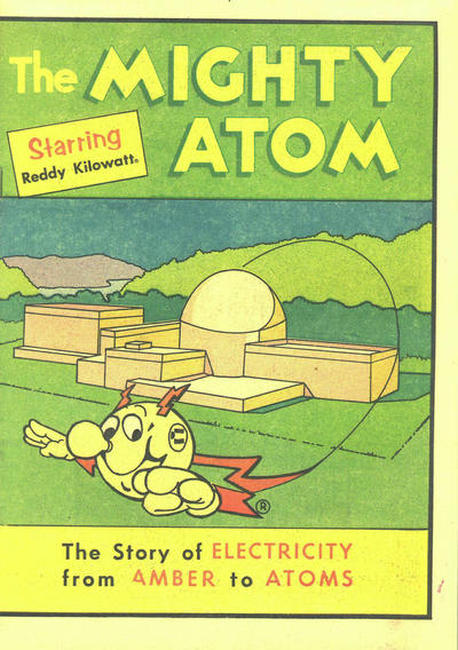 The MIGHTY
ATOM
Starring
Reddy Kilowatt®
®
The Story of ELECTRICITY
from AMBER to ATOMS